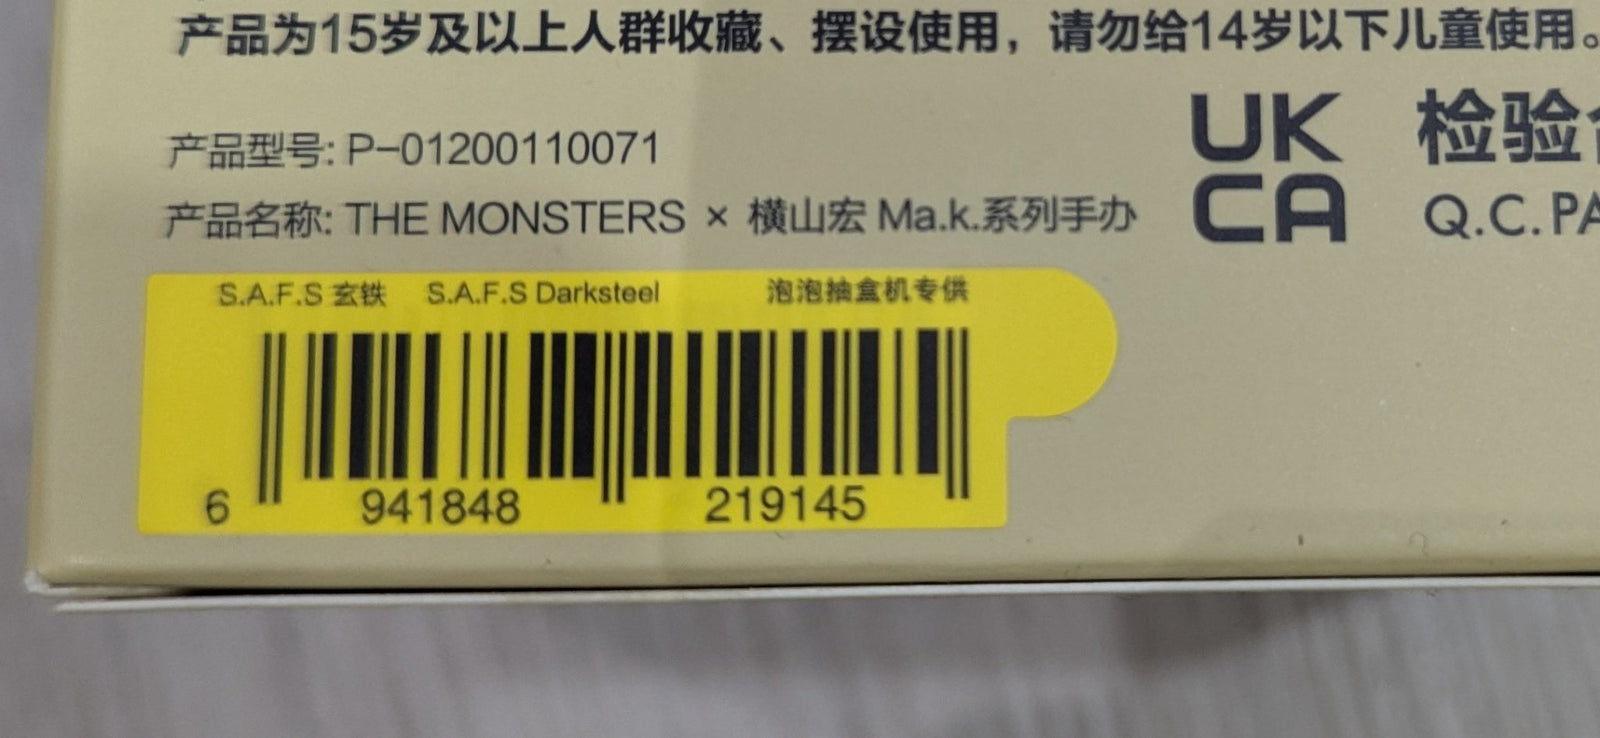 产品为15岁及以上人群收藏、摆设使用，请勿给14岁以下儿童使用。
产品型号: P-01200110071
产品名称: THE MONSTERS × 横山宏 Ma.k.系列手办
UK
CA
检验
Q.C.PA
S.A.F.S 玄铁 S.A.F.S Darksteel 泡泡抽盒机专供
6 941848 219145